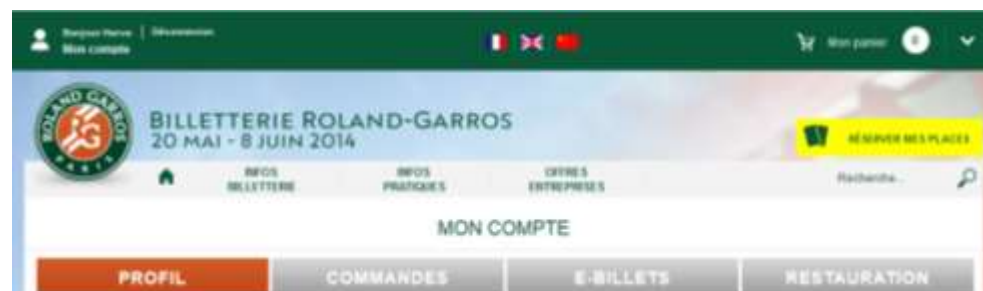 Bonjour Herve | Déconnexion
Mon compte
Mon panier 0
ROLAND GARROS
PARIS
RG
BILLETTERIE ROLAND-GARROS
20 MAI - 8 JUIN 2014
RÉSERVER MES PLACES
INFOS BILLETTERIE
INFOS PRATIQUES
OFFRES ENTREPRISES
Recherche...
MON COMPTE
PROFIL COMMANDES E-BILLETS RESTAURATION